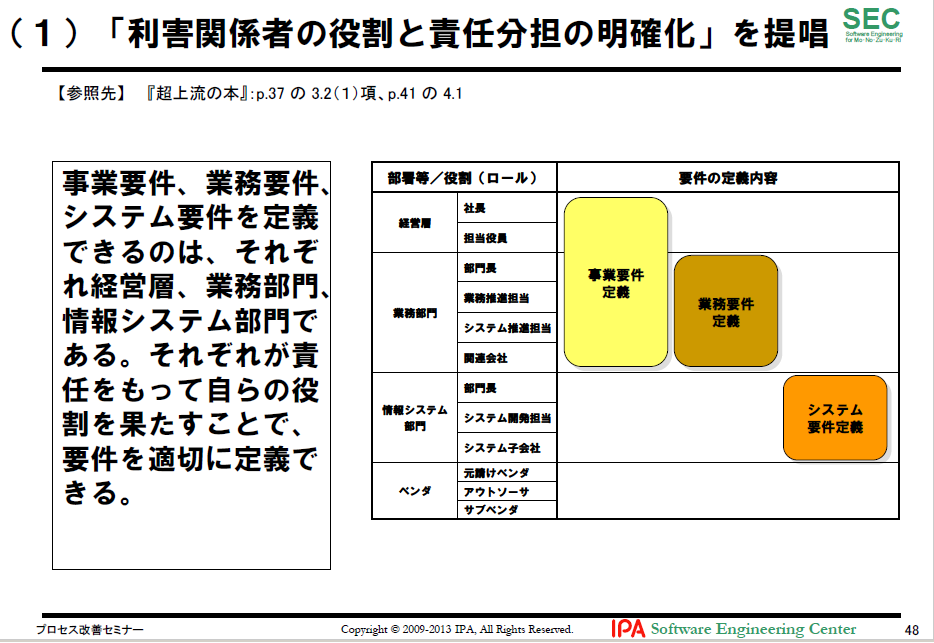 (１)「利害関係者の役割と責任分担の明確化」を提唱
SEC
Software Engineering
for Mo･No･Zu･Ku･Ri
【参照先】 『超上流の本』：p.37 の 3.2（１）項、p.41 の 4.1
事業要件、業務要件、
システム要件を定義
できるのは、それぞ
れ経営層、業務部門、
情報システム部門で
ある。それぞれが責
任をもって自らの役
割を果たすことで、
要件を適切に定義で
きる。
部署等／役割（ロール） 要件の定義内容
経営層
社長
担当役員
業務部門
部門長
業務推進担当
システム推進担当
関連会社
情報システム
部門
部門長
システム開発担当
システム子会社
ベンダ
元請けベンダ
アウトソーサ
サブベンダ
事業要件
定義
業務要件
定義
システム
要件定義
プロセス改善セミナー
Copyright © 2009-2013 IPA, All Rights Reserved.
IPA Software Engineering Center
48